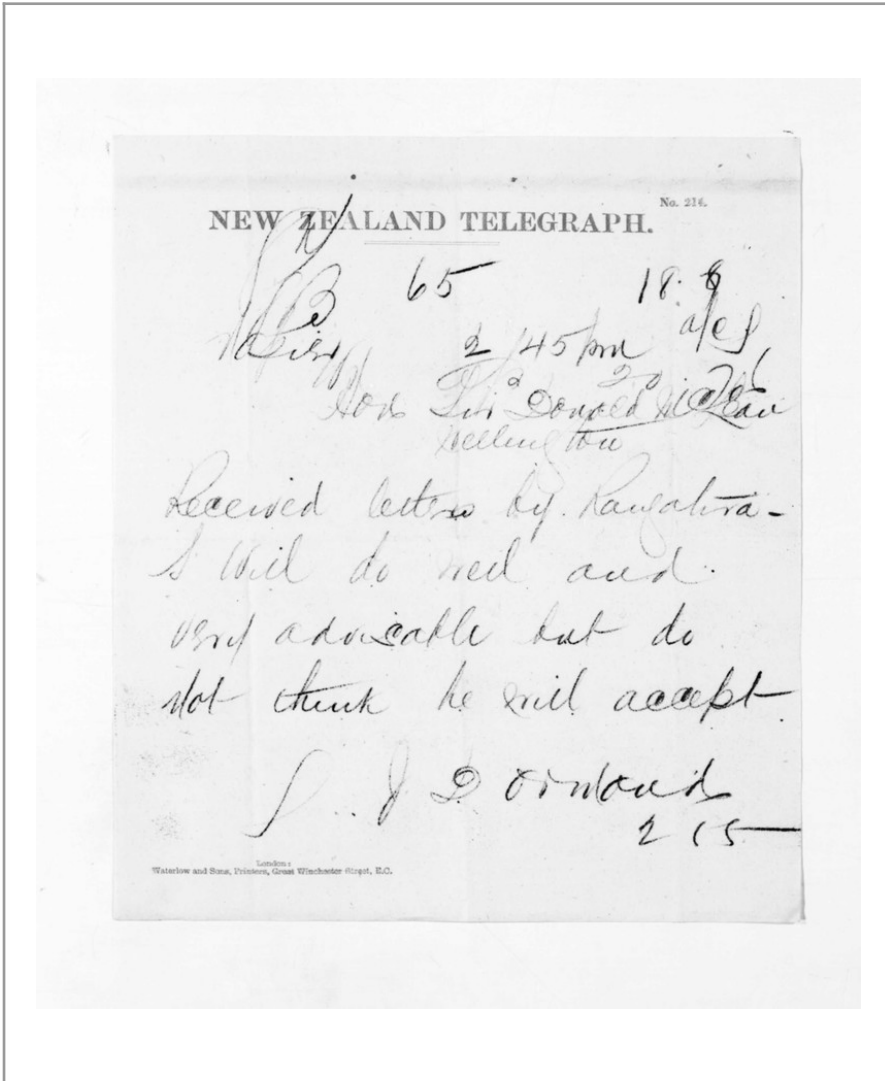 No. 214.
NEW ZEALAND TELEGRAPH.
65 18.
Napier 2 45 pm
Hon Sir Donald McLean
Wellington
Received letters by Rangatira -
S will do well and
very advisable but do
not think he will accept
J D Ormond
2 15
London:
Waterlow and Sons, Printers, Great Winchester Street, E.C.